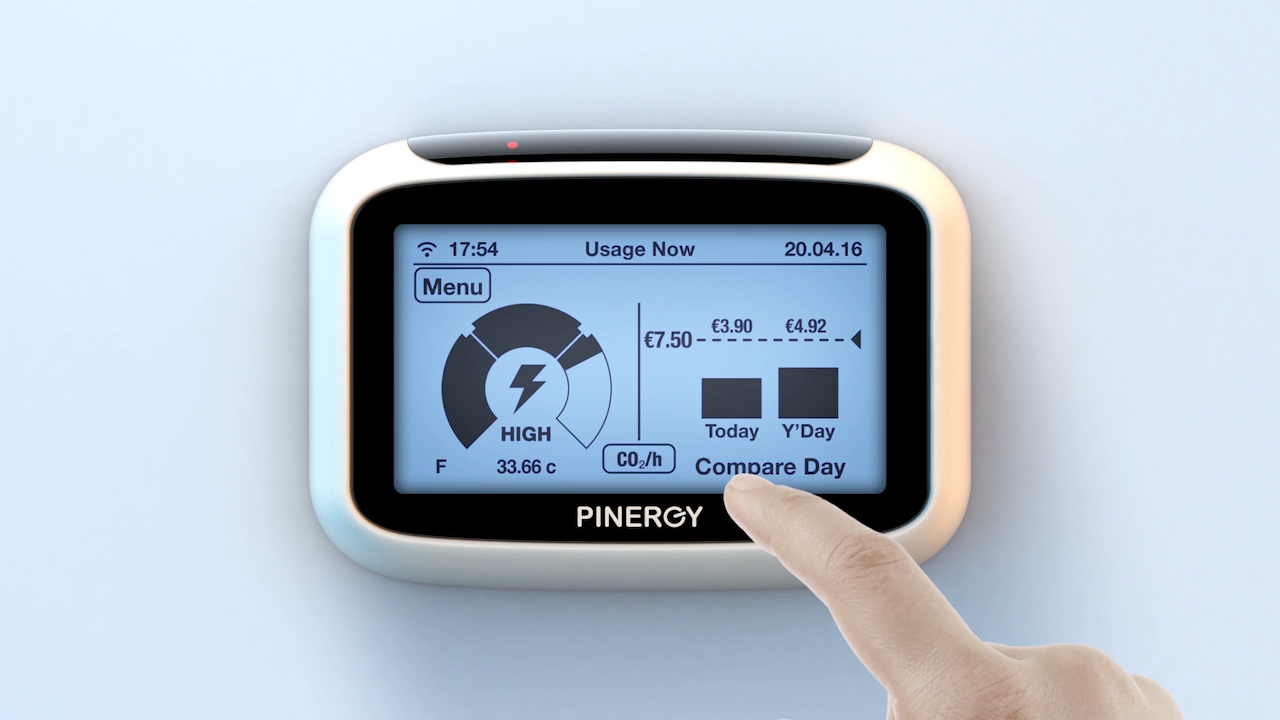 17:54 Usage Now 20.04.16
Menu
€3.90 €4.92
€7.50
HIGH
Today Y'Day
F 33.66 c CO₂/h Compare Day
PINERGY